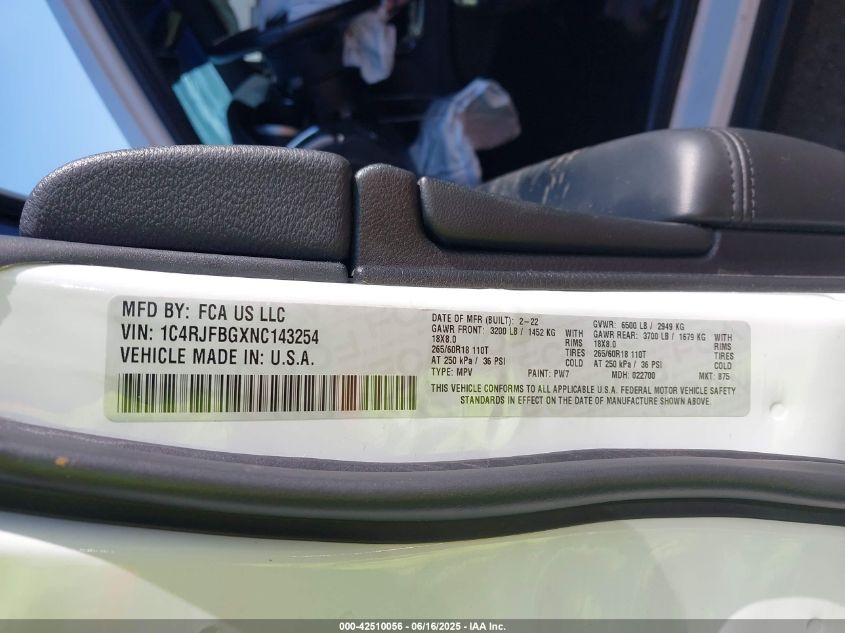 MFD BY: FCA US LLC
VIN: 1C4RJFBGXNC143254
VEHICLE MADE IN: U.S.A.
DATE OF MFR (BUILT): 2-22
GAWR FRONT: 3200 LB / 1452 KG WITH
18X8.0 RIMS
265/60R18 110T TIRES
AT 250 kPa / 36 PSI COLD
TYPE: MPV PAINT: PW7
GVWR: 6500 LB / 2949 KG
GAWR REAR: 3700 LB / 1679 KG WITH
18X8.0 RIMS
265/60R18 110T TIRES
AT 250 kPa / 36 PSI COLD
MDH: 022700 MKT: B75
THIS VEHICLE CONFORMS TO ALL APPLICABLE U.S.A. FEDERAL MOTOR VEHICLE SAFETY
STANDARDS IN EFFECT ON THE DATE OF MANUFACTURE SHOWN ABOVE.
000-42510056 - 06/16/2025 - IAA Inc.